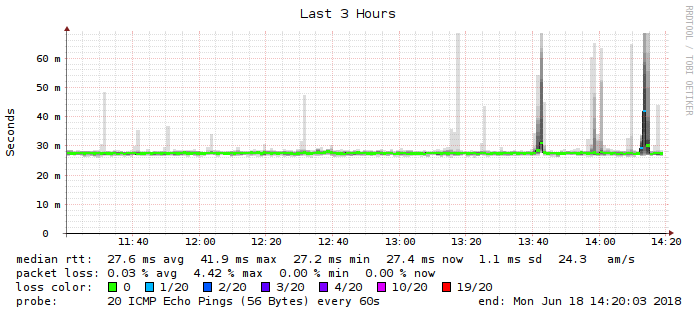 Last 3 Hours
RRDTOOL / TOBI OETIKER
Seconds
60 m
50 m
40 m
30 m
20 m
10 m
0
11:40 12:00 12:20 12:40 13:00 13:20 13:40 14:00 14:20
median rtt: 27.6 ms avg 41.9 ms max 27.2 ms min 27.4 ms now 1.1 ms sd 24.3 am/s
packet loss: 0.03 % avg 4.42 % max 0.00 % min 0.00 % now
loss color: 0 1/20 2/20 3/20 4/20 10/20 19/20
probe: 20 ICMP Echo Pings (56 Bytes) every 60s end: Mon Jun 18 14:20:03 2018